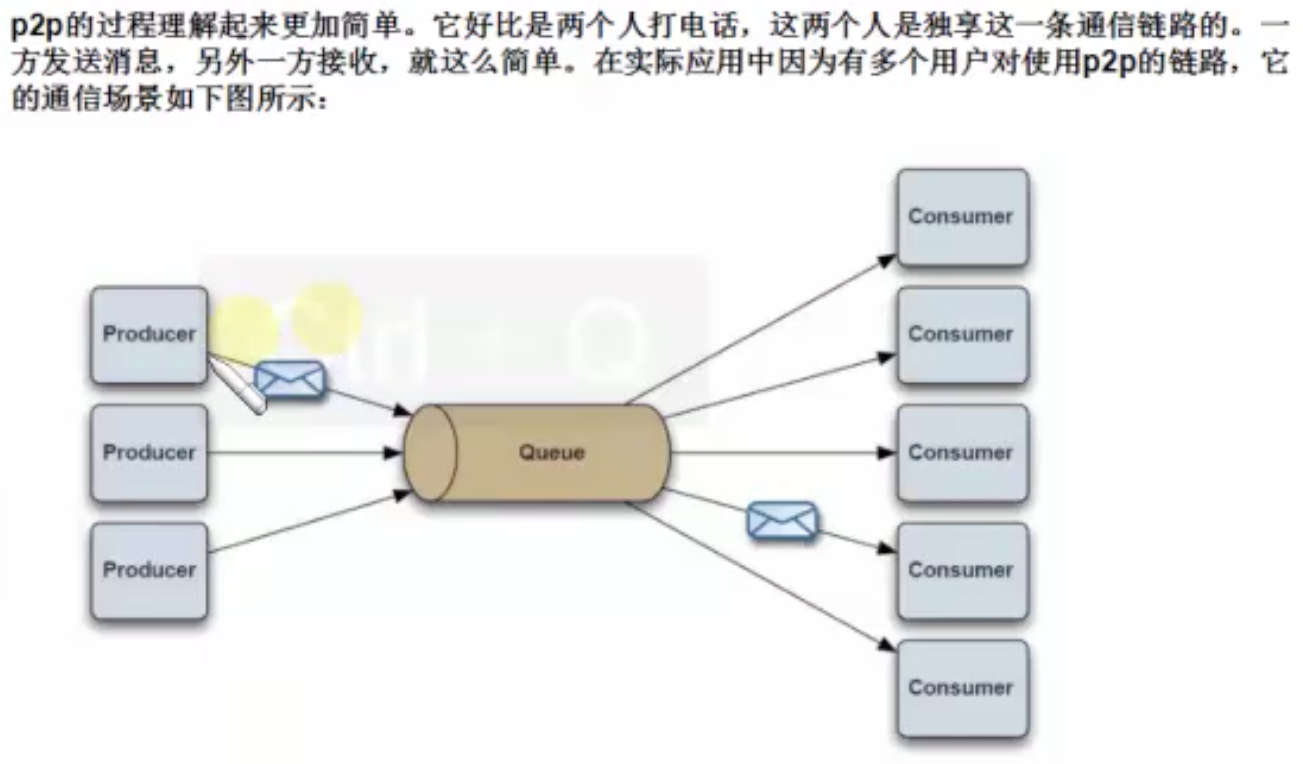 p2p的过程理解起来更加简单。它好比是两个人打电话，这两个人是独享这一条通信链路的。一
方发送消息，另外一方接收，就这么简单。在实际应用中因为有多个用户对使用p2p的链路，它
的通信场景如下图所示：
Consumer
Producer
Consumer
Producer
Queue
Consumer
Producer
Consumer
Consumer